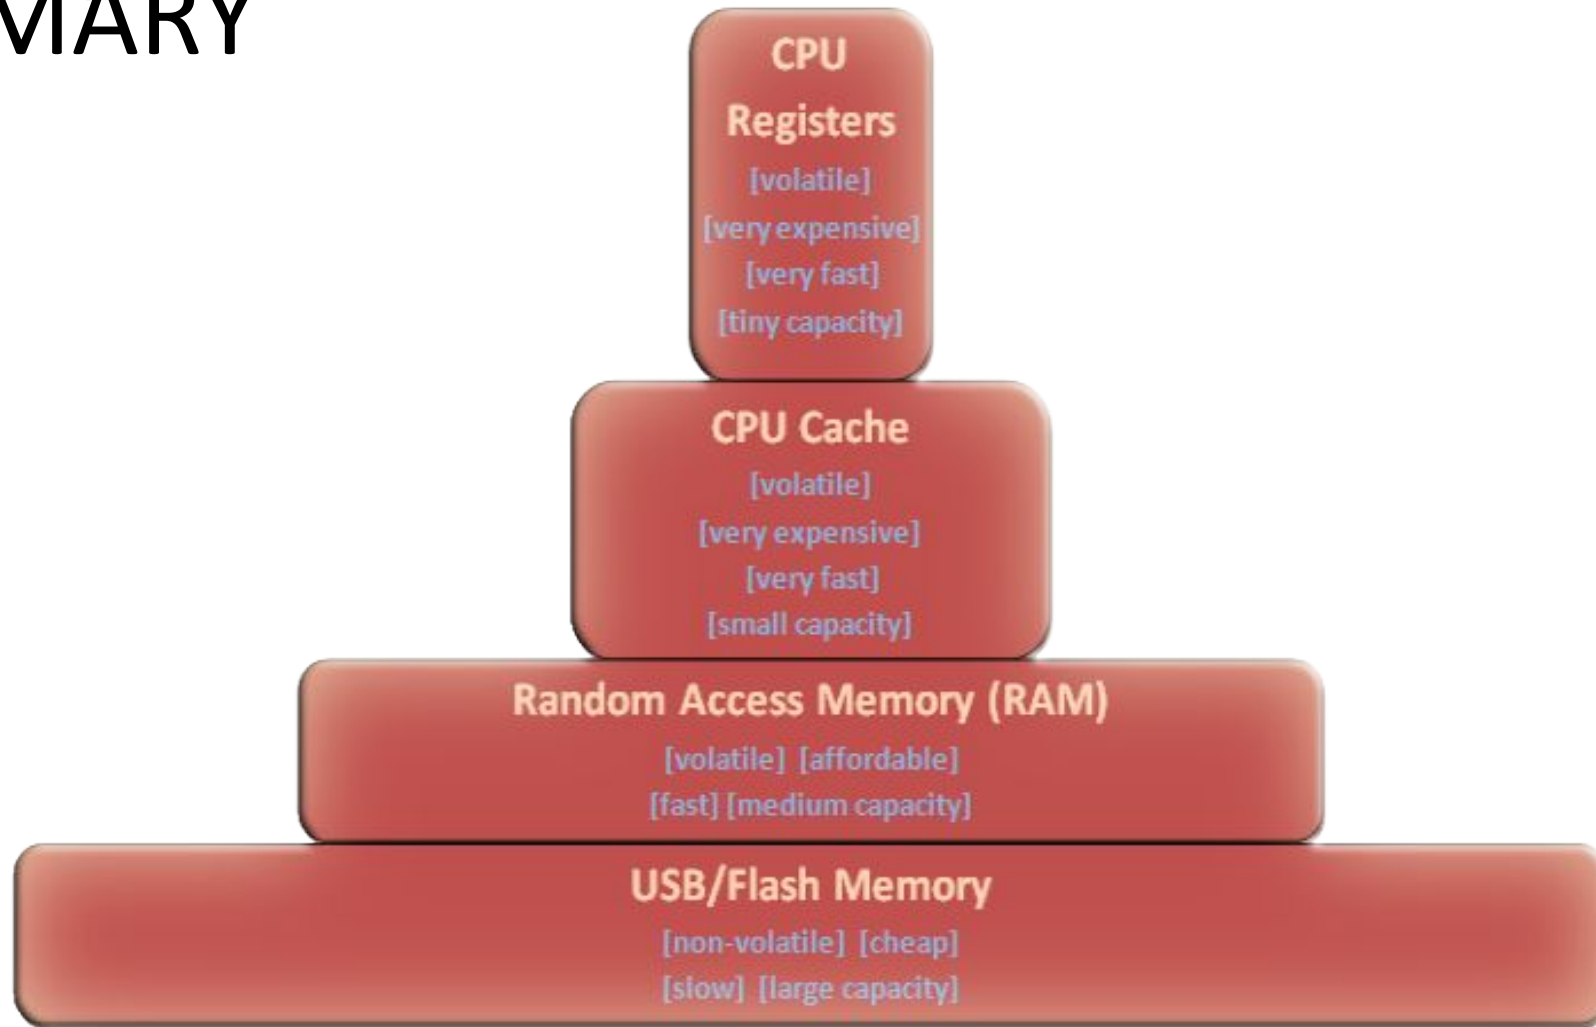 MARY
CPU
Registers
[volatile]
[very expensive]
[very fast]
[tiny capacity]
CPU Cache
[volatile]
[very expensive]
[very fast]
[small capacity]
Random Access Memory (RAM)
[volatile] [affordable]
[fast] [medium capacity]
USB/Flash Memory
[non-volatile] [cheap]
[slow] [large capacity]